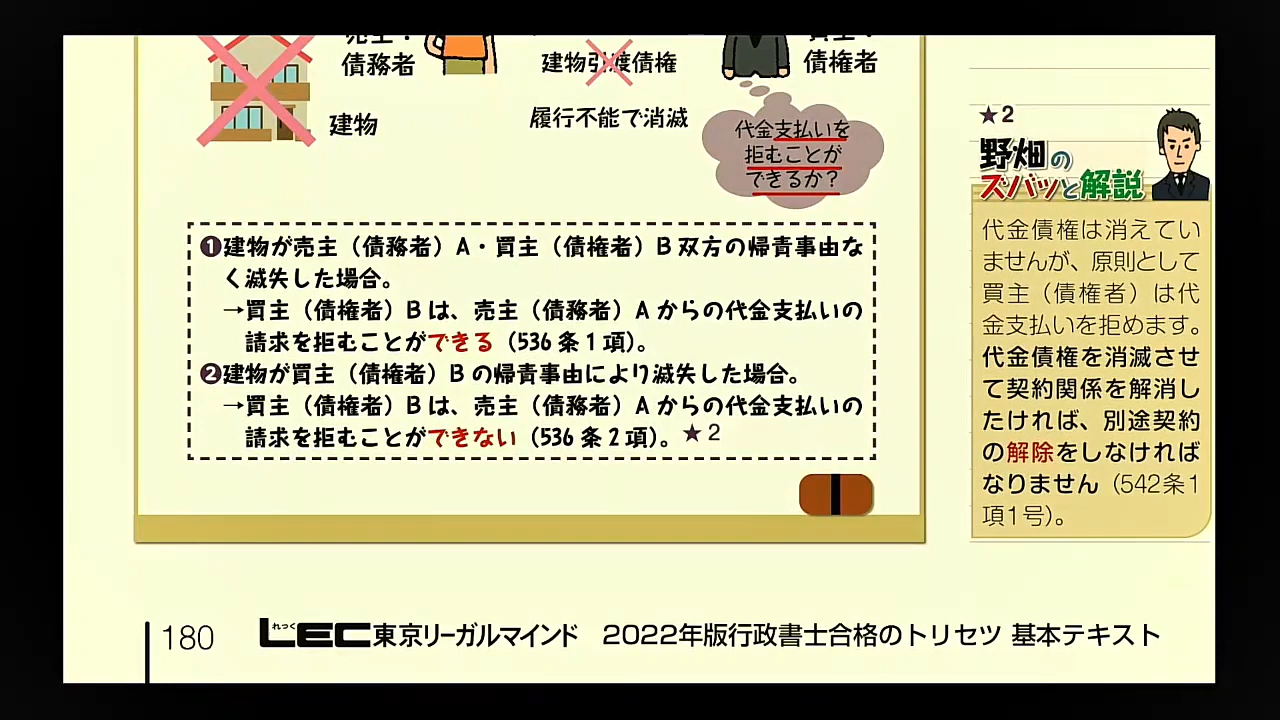 債務者
建物引渡債権
債権者
建物
履行不能で消滅
代金支払いを
拒むことが
できるか?
❶建物が売主（債務者）A・買主（債権者）B双方の帰責事由な
く滅失した場合。
→買主（債権者）Bは、売主（債務者）Aからの代金支払いの
請求を拒むことができる（536条1項）。
❷建物が買主（債権者）Bの帰責事由により滅失した場合。
→買主（債権者）Bは、売主（債務者）Aからの代金支払いの
請求を拒むことができない（536条2項）。★2
★2
野畑の
ズバッと解説
代金債権は消えてい
ませんが、原則として
買主（債権者）は代
金支払いを拒めます。
代金債権を消滅させ
て契約関係を解消し
たければ、別途契約
の解除をしなければ
なりません（542条1
項1号）。
180
れっく
LEC東京リーガルマインド 2022年版行政書士合格のトリセツ 基本テキスト